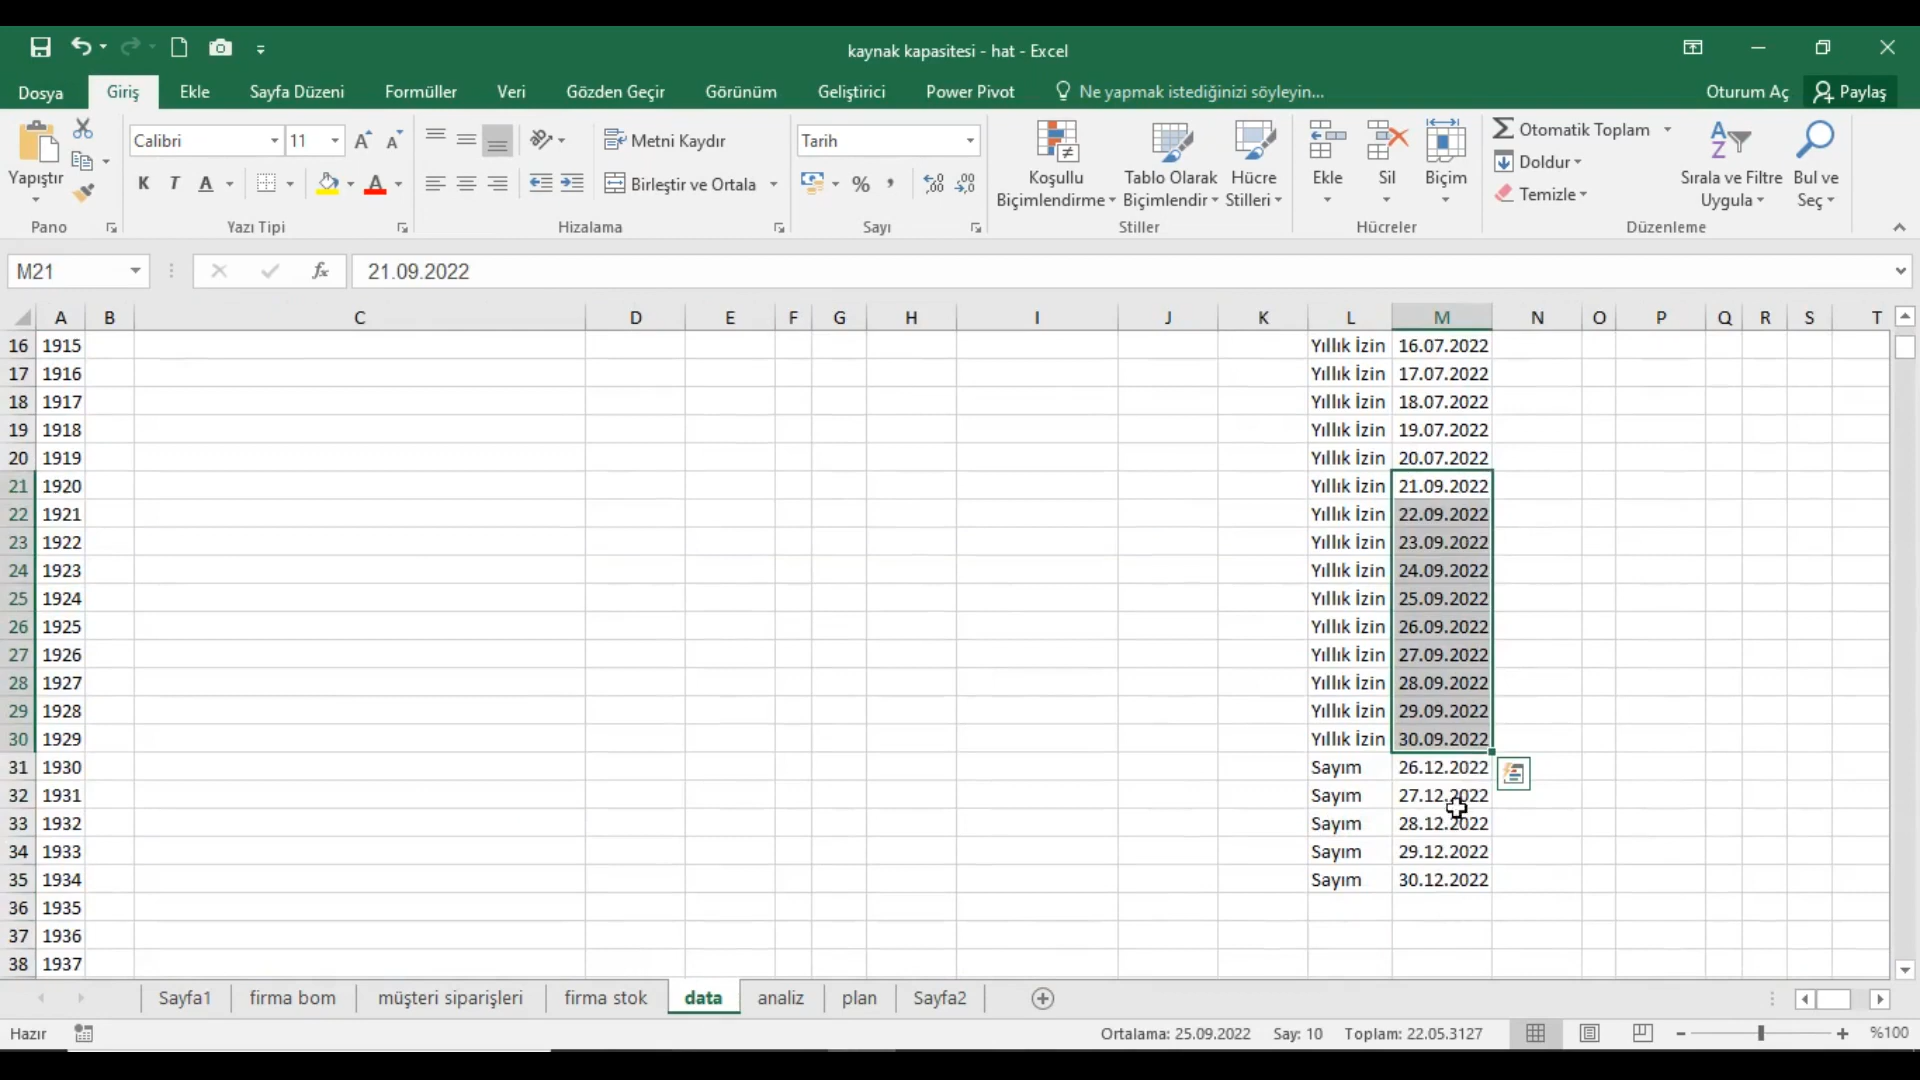 kaynak kapasitesi - hat - Excel
Dosya Giriş Ekle Sayfa Düzeni Formüller Veri Gözden Geçir Görünüm Geliştirici Power Pivot Ne yapmak istediğinizi söyleyin... Oturum Aç Paylaş
Yapıştır
Pano
Calibri 11
K T A A
Yazı Tipi
Metni Kaydır
Birleştir ve Ortala
Hizalama
Tarih
% ,
Sayı
Koşullu Biçimlendirme
Tablo Olarak Biçimlendir
Hücre Stilleri
Stiller
Ekle Sil Biçim
Hücreler
Otomatik Toplam
Doldur
Temizle
Sırala ve Filtre Uygula
Bul ve Seç
Düzenleme
M21 fx 21.09.2022
A B C D E F G H I J K L M N O P Q R S T
16 1915 Yıllık İzin 16.07.2022
17 1916 Yıllık İzin 17.07.2022
18 1917 Yıllık İzin 18.07.2022
19 1918 Yıllık İzin 19.07.2022
20 1919 Yıllık İzin 20.07.2022
21 1920 Yıllık İzin 21.09.2022
22 1921 Yıllık İzin 22.09.2022
23 1922 Yıllık İzin 23.09.2022
24 1923 Yıllık İzin 24.09.2022
25 1924 Yıllık İzin 25.09.2022
26 1925 Yıllık İzin 26.09.2022
27 1926 Yıllık İzin 27.09.2022
28 1927 Yıllık İzin 28.09.2022
29 1928 Yıllık İzin 29.09.2022
30 1929 Yıllık İzin 30.09.2022
31 1930 Sayım 26.12.2022
32 1931 Sayım 27.12.2022
33 1932 Sayım 28.12.2022
34 1933 Sayım 29.12.2022
35 1934 Sayım 30.12.2022
36 1935
37 1936
38 1937
Sayfa1 firma bom müşteri siparişleri firma stok data analiz plan Sayfa2
Hazır Ortalama: 25.09.2022 Say: 10 Toplam: 22.05.3127 %100